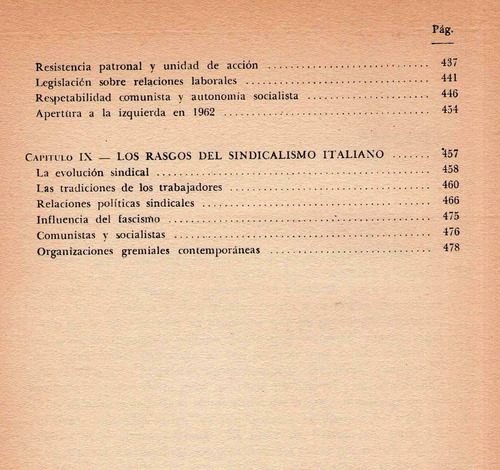 Pág.
Resistencia patronal y unidad de acción ............................ 437
Legislación sobre relaciones laborales ............................... 441
Respetabilidad comunista y autonomía socialista ...................... 446
Apertura a la izquierda en 1962 ................................... 454
CAPITULO IX — LOS RASGOS DEL SINDICALISMO ITALIANO ....... 457
La evolución sindical .............................................. 458
Las tradiciones de los trabajadores .................................. 460
Relaciones políticas sindicales ...................................... 466
Influencia del fascismo ............................................. 475
Comunistas y socialistas ........................................... 476
Organizaciones gremiales contemporáneas ............................ 478